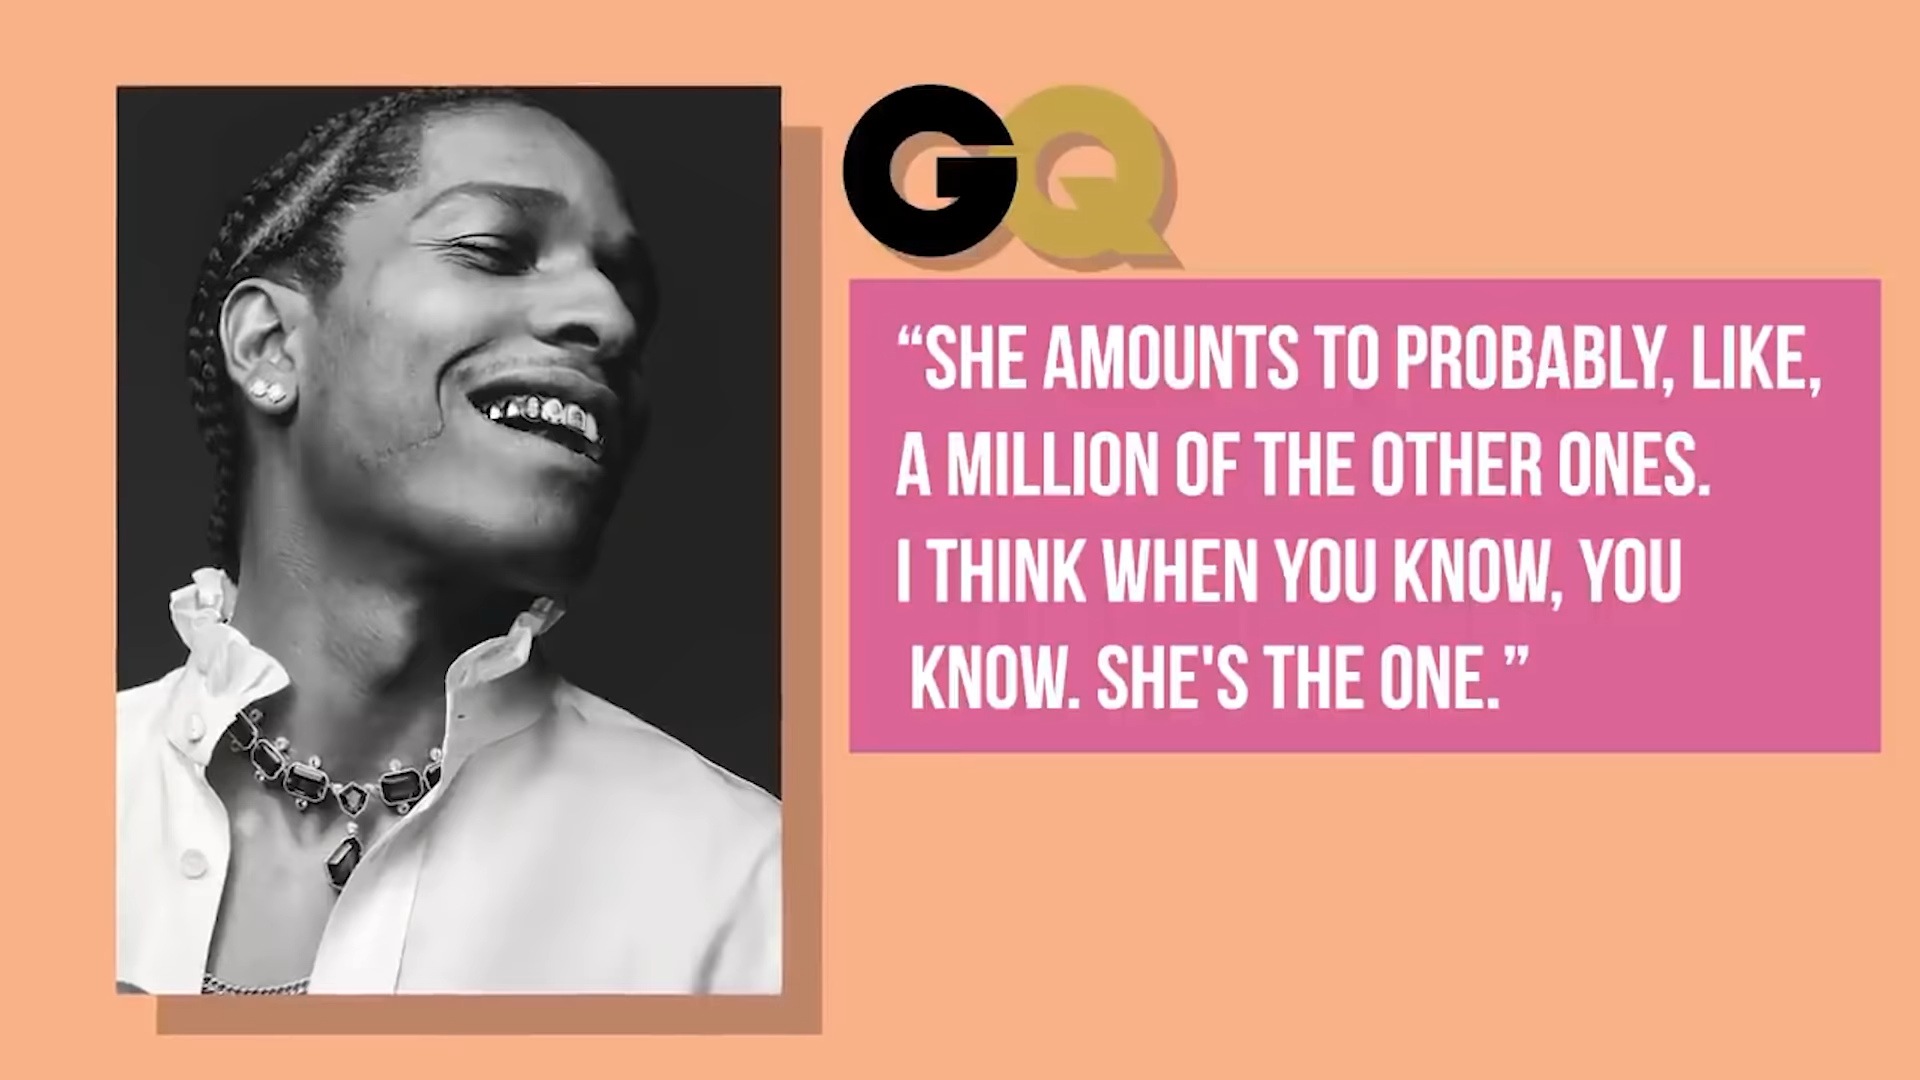 GQ
“SHE AMOUNTS TO PROBABLY, LIKE,
A MILLION OF THE OTHER ONES.
I THINK WHEN YOU KNOW, YOU
KNOW. SHE'S THE ONE.”